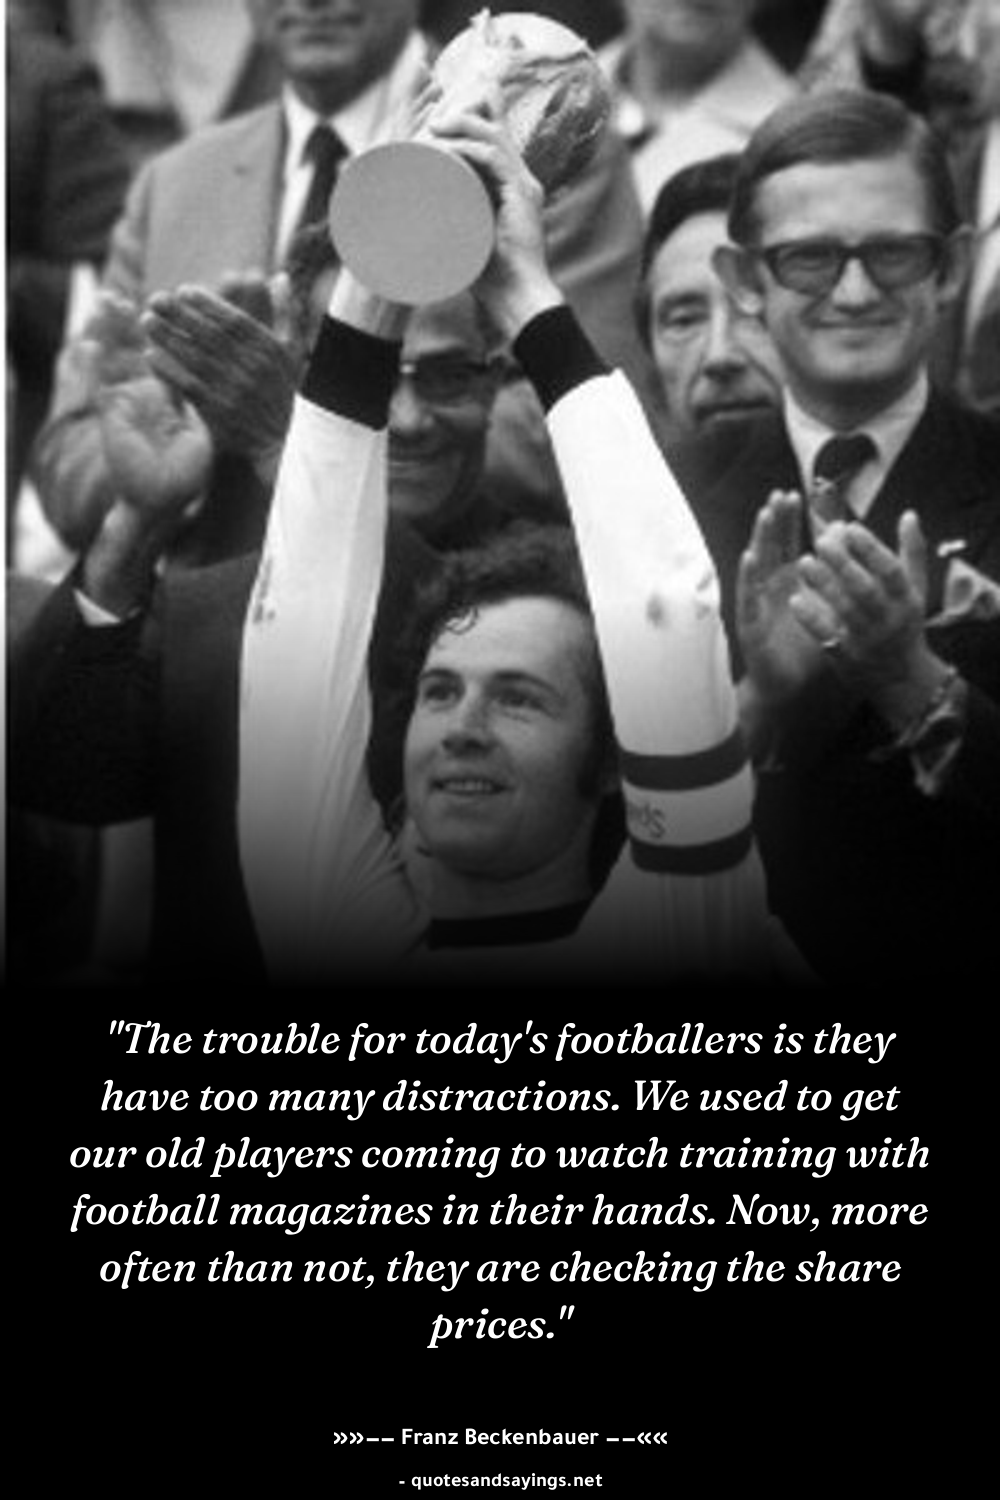 "The trouble for today's footballers is they
have too many distractions. We used to get
our old players coming to watch training with
football magazines in their hands. Now, more
often than not, they are checking the share
prices."
»»–– Franz Beckenbauer ––««
- quotesandsayings.net